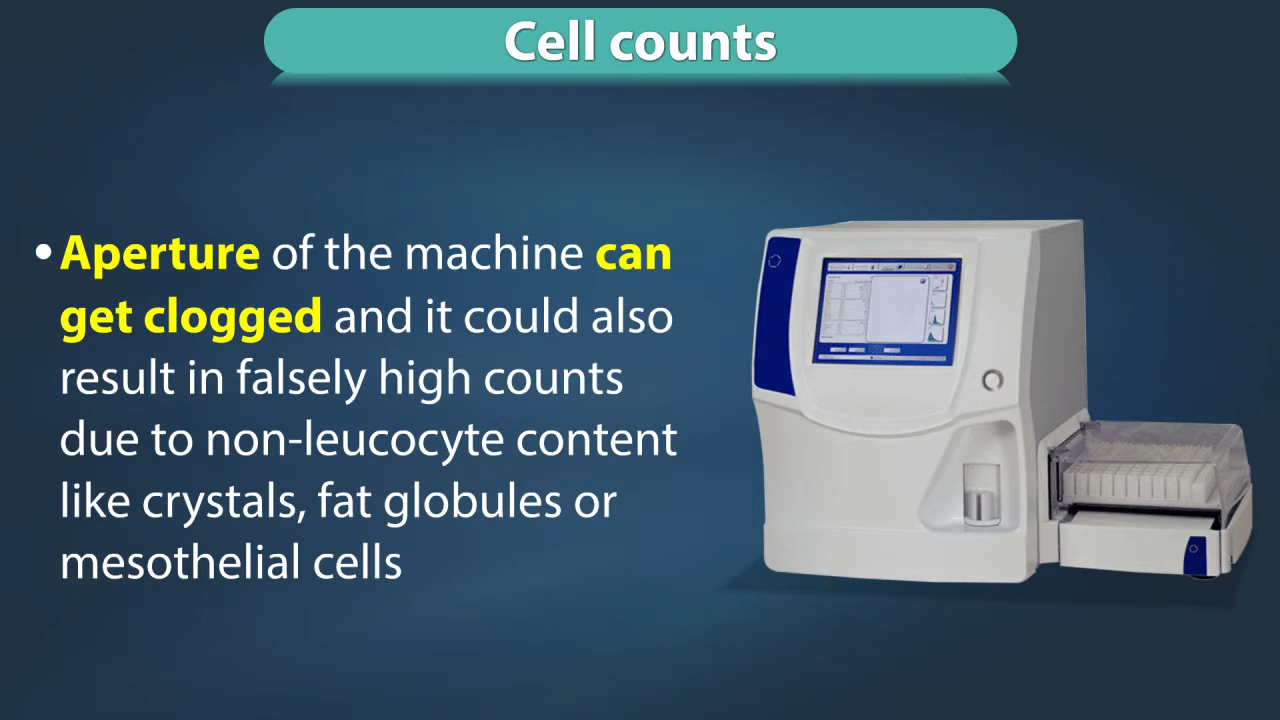 Cell counts
• Aperture of the machine can
get clogged and it could also
result in falsely high counts
due to non-leucocyte content
like crystals, fat globules or
mesothelial cells